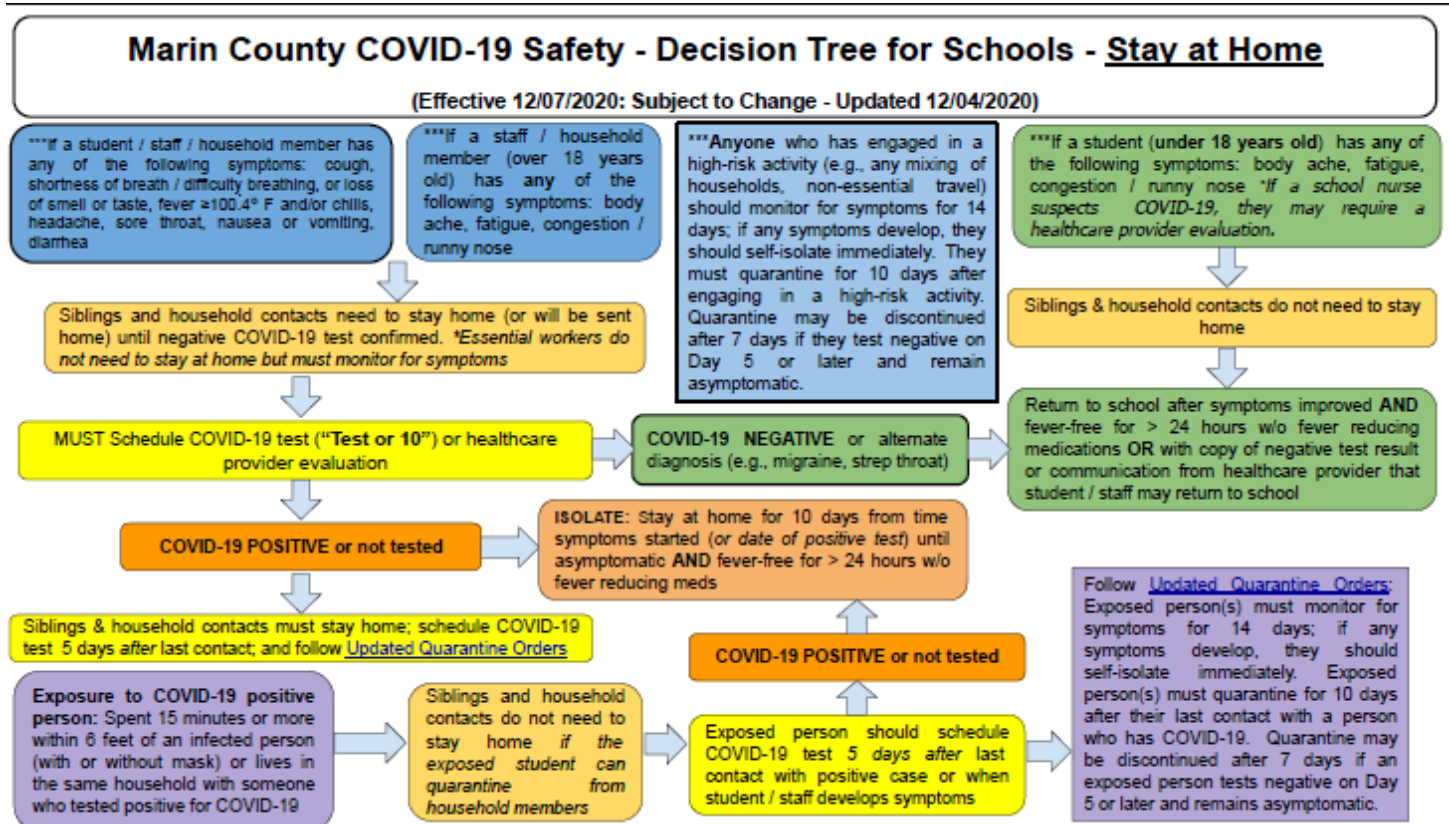 Marin County COVID-19 Safety - Decision Tree for Schools - Stay at Home
(Effective 12/07/2020: Subject to Change - Updated 12/04/2020)
***If a student / staff / household member has
any of the following symptoms: cough,
shortness of breath / difficulty breathing, or loss
of smell or taste, fever ≥100.4° F and/or chills,
headache, sore throat, nausea or vomiting,
diarrhea
***If a staff / household
member (over 18 years
old) has any of the
following symptoms: body
ache, fatigue, congestion /
runny nose
***Anyone who has engaged in a
high-risk activity (e.g., any mixing of
households, non-essential travel)
should monitor for symptoms for 14
days; if any symptoms develop, they
should self-isolate immediately. They
must quarantine for 10 days after
engaging in a high-risk activity.
Quarantine may be discontinued
after 7 days if they test negative on
Day 5 or later and remain
asymptomatic.
***If a student (under 18 years old) has any of
the following symptoms: body ache, fatigue,
congestion / runny nose *If a school nurse
suspects COVID-19, they may require a
healthcare provider evaluation.
Siblings and household contacts need to stay home (or will be sent
home) until negative COVID-19 test confirmed. *Essential workers do
not need to stay at home but must monitor for symptoms
Siblings & household contacts do not need to stay
home
MUST Schedule COVID-19 test (“Test or 10”) or healthcare
provider evaluation
COVID-19 NEGATIVE or alternate
diagnosis (e.g., migraine, strep throat)
Return to school after symptoms improved AND
fever-free for > 24 hours w/o fever reducing
medications OR with copy of negative test result
or communication from healthcare provider that
student / staff may return to school
COVID-19 POSITIVE or not tested
ISOLATE: Stay at home for 10 days from time
symptoms started (or date of positive test) until
asymptomatic AND fever-free for > 24 hours w/o
fever reducing meds
Siblings & household contacts must stay home; schedule COVID-19
test 5 days after last contact; and follow Updated Quarantine Orders
COVID-19 POSITIVE or not tested
Exposure to COVID-19 positive
person: Spent 15 minutes or more
within 6 feet of an infected person
(with or without mask) or lives in
the same household with someone
who tested positive for COVID-19
Siblings and household
contacts do not need to
stay home if the
exposed student can
quarantine from
household members
Exposed person should schedule
COVID-19 test 5 days after last
contact with positive case or when
student / staff develops symptoms
Follow Updated Quarantine Orders:
Exposed person(s) must monitor for
symptoms for 14 days; if any
symptoms develop, they should
self-isolate immediately. Exposed
person(s) must quarantine for 10 days
after their last contact with a person
who has COVID-19. Quarantine may
be discontinued after 7 days if an
exposed person tests negative on Day
5 or later and remains asymptomatic.